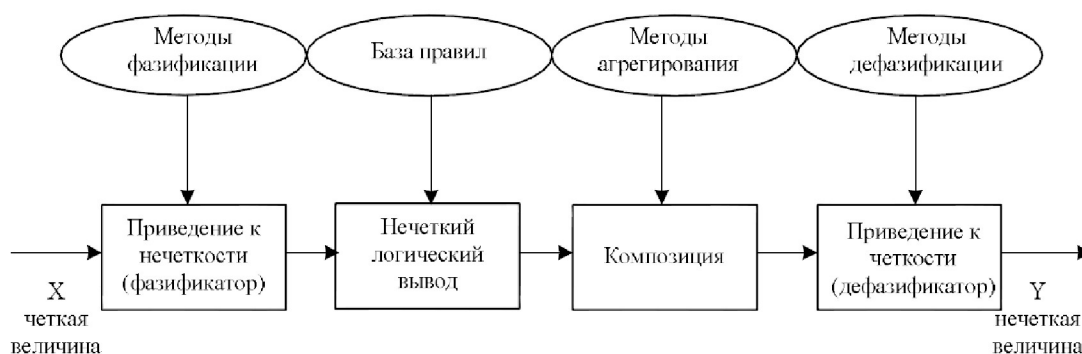 Методы
фазификации
База правил
Методы
агрегирования
Методы
дефазификации
Приведение к
нечеткости
(фазификатор)
Нечеткий
логический
вывод
Композиция
Приведение к
четкости
(дефазификатор)
X
четкая
величина
Y
нечеткая
величина